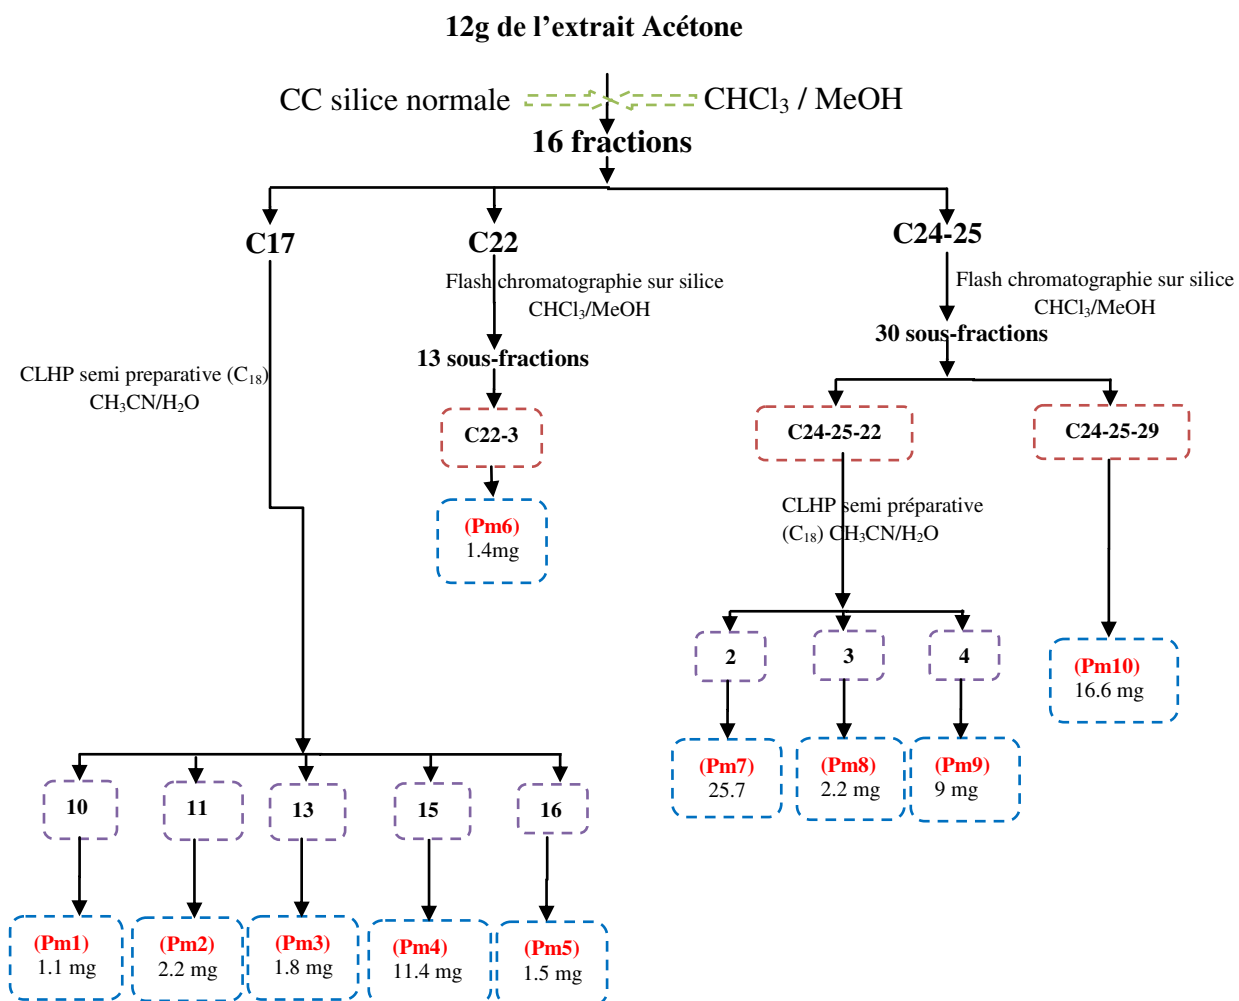 12g de l’extrait Acétone
CC silice normale
CHCl₃ / MeOH
16 fractions
C17
C22
C24-25
Flash chromatographie sur silice
CHCl₃/MeOH
Flash chromatographie sur silice
CHCl₃/MeOH
13 sous-fractions
30 sous-fractions
CLHP semi preparative (C₁₈)
CH₃CN/H₂O
C22-3
C24-25-22
C24-25-29
(Pm6)
1.4mg
CLHP semi préparative
(C₁₈) CH₃CN/H₂O
2
3
4
(Pm10)
16.6 mg
(Pm7)
25.7
(Pm8)
2.2 mg
(Pm9)
9 mg
10
11
13
15
16
(Pm1)
1.1 mg
(Pm2)
2.2 mg
(Pm3)
1.8 mg
(Pm4)
11.4 mg
(Pm5)
1.5 mg